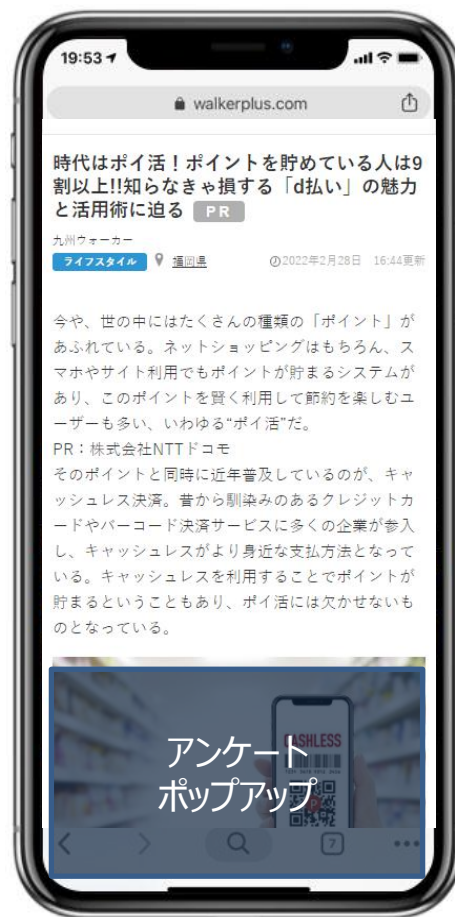 19:53
walkerplus.com
時代はポイ活！ポイントを貯めている人は9
割以上!!知らなきゃ損する「d払い」の魅力
と活用術に迫る PR
九州ウォーカー
ライフスタイル 福岡県 2022年2月28日 16:44更新
今や、世の中にはたくさんの種類の「ポイント」が
あふれている。ネットショッピングはもちろん、ス
マホやサイト利用でもポイントが貯まるシステムが
あり、このポイントを賢く利用して節約を楽しむユ
ーザーも多い、いわゆる“ポイ活”だ。
PR：株式会社NTTドコモ
そのポイントと同時に近年普及しているのが、キャ
ッシュレス決済。昔から馴染みのあるクレジットカ
ードやバーコード決済サービスに多くの企業が参入
し、キャッシュレスがより身近な支払方法となって
いる。キャッシュレスを利用することでポイントが
貯まるということもあり、ポイ活には欠かせないも
のとなっている。
CASHLESS
アンケート
ポップアップ
P
7